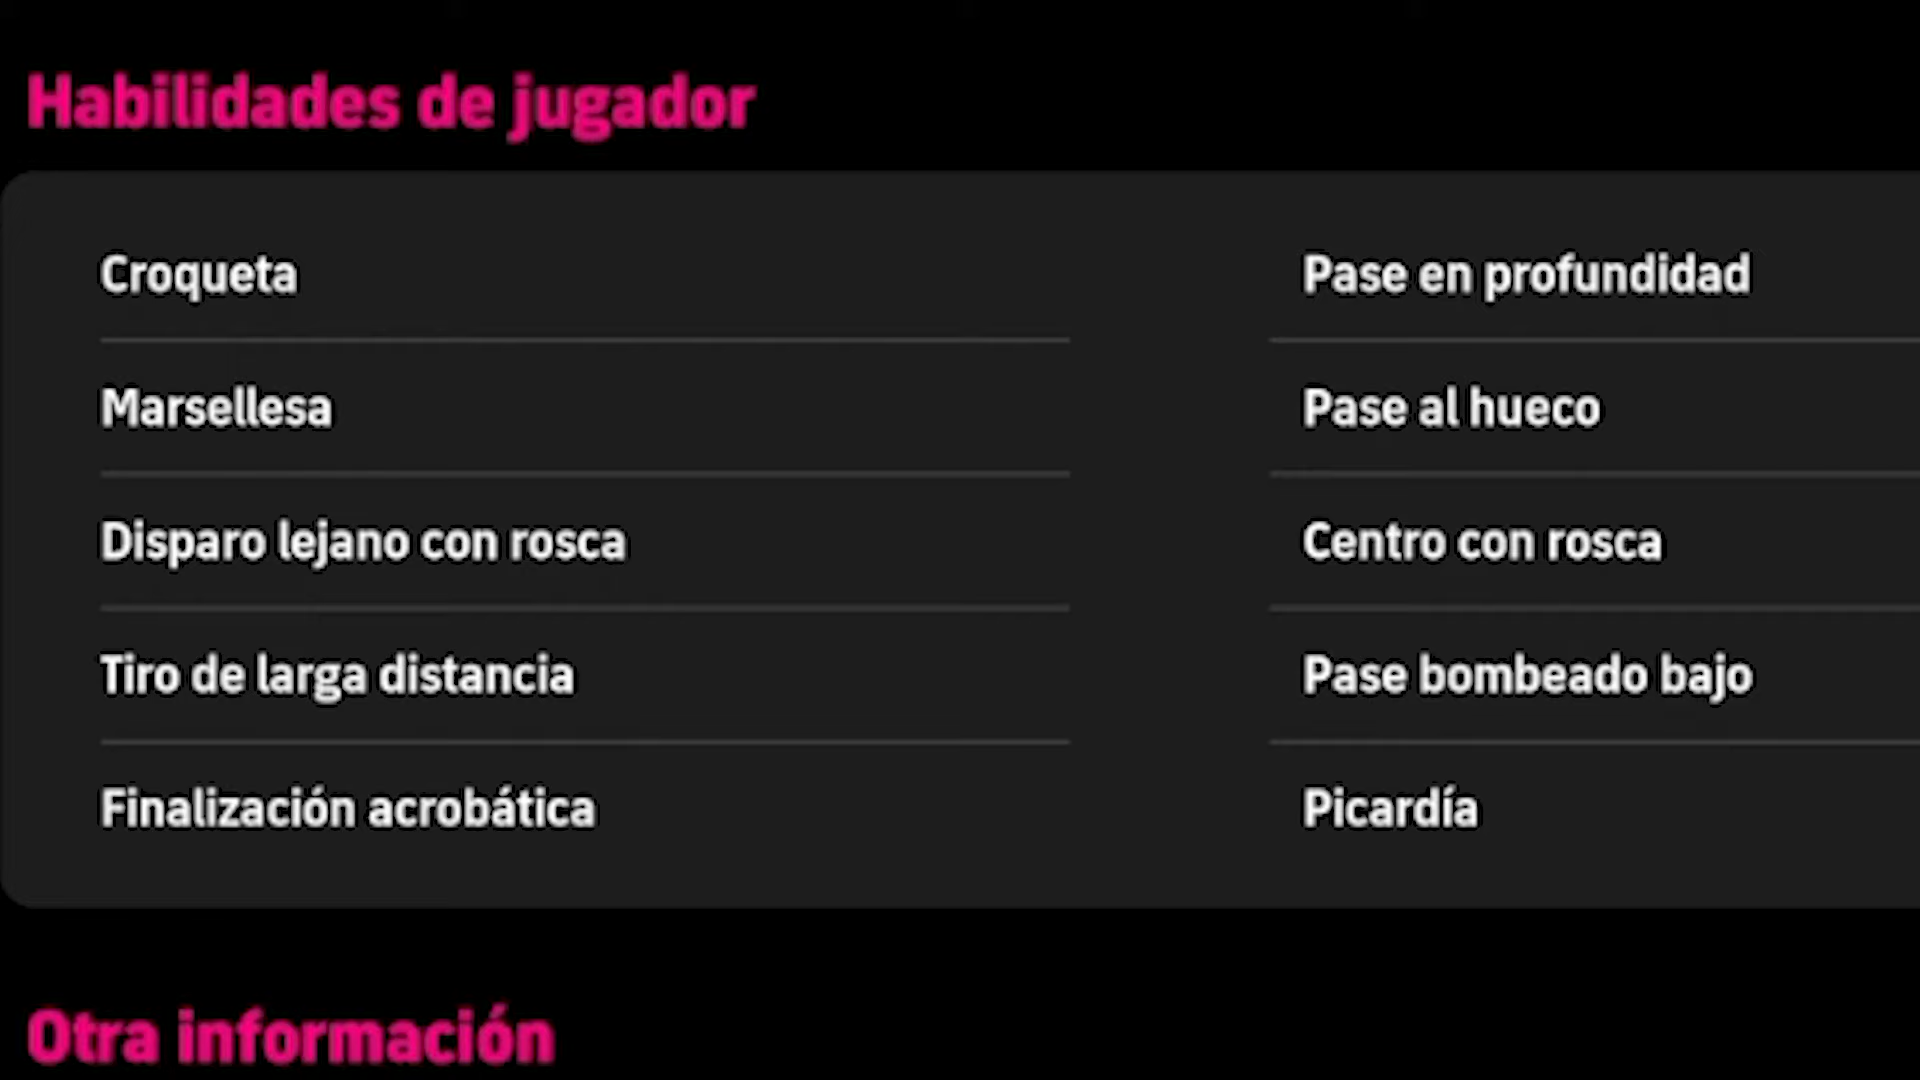 Habilidades de jugador
Croqueta
Pase en profundidad
Marsellesa
Pase al hueco
Disparo lejano con rosca
Centro con rosca
Tiro de larga distancia
Pase bombeado bajo
Finalización acrobática
Picardía
Otra información